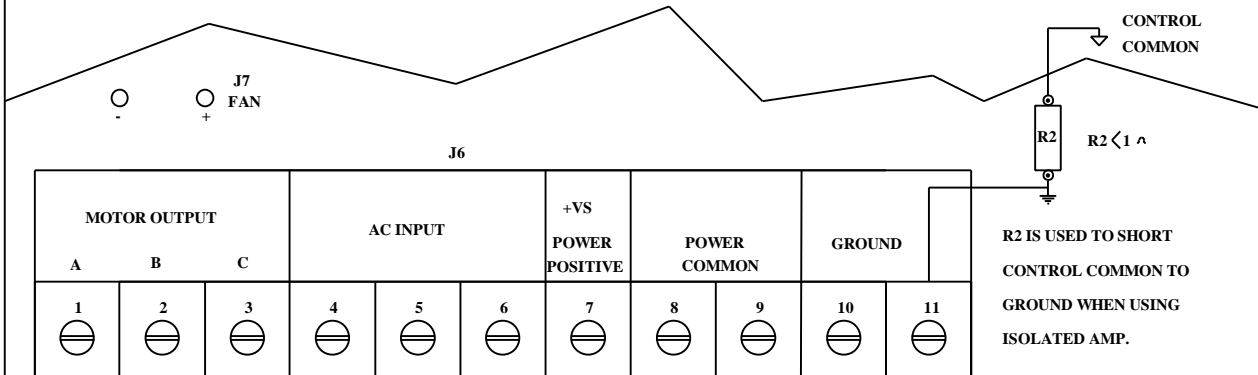 CONTROL
COMMON
J7
FAN
-
+
R2
R2 < 1 Ω
J6
MOTOR OUTPUT
A B C
AC INPUT
+VS
POWER
POSITIVE
POWER
COMMON
GROUND
1 2 3 4 5 6 7 8 9 10 11
R2 IS USED TO SHORT
CONTROL COMMON TO
GROUND WHEN USING
ISOLATED AMP.